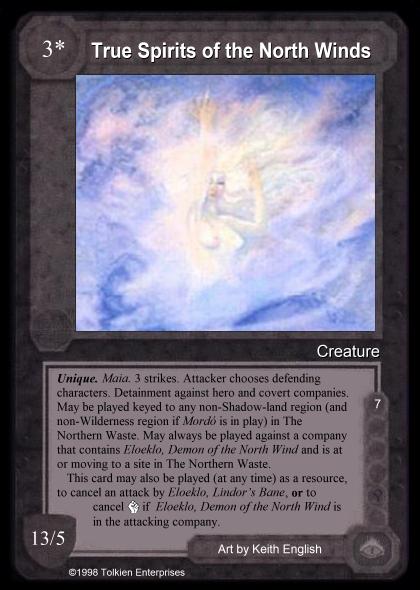 3*
True Spirits of the North Winds
Creature
Unique. Maia. 3 strikes. Attacker chooses defending
characters. Detainment against hero and covert companies.
May be played keyed to any non-Shadow-land region (and
non-Wilderness region if Mordó is in play) in The
Northern Waste. May always be played against a company
that contains Eloeklo, Demon of the North Wind and is at
or moving to a site in The Northern Waste.
This card may also be played (at any time) as a resource,
to cancel an attack by Eloeklo, Lindor's Bane, or to
cancel if Eloeklo, Demon of the North Wind is
in the attacking company.
7
13/5
Art by Keith English
©1998 Tolkien Enterprises